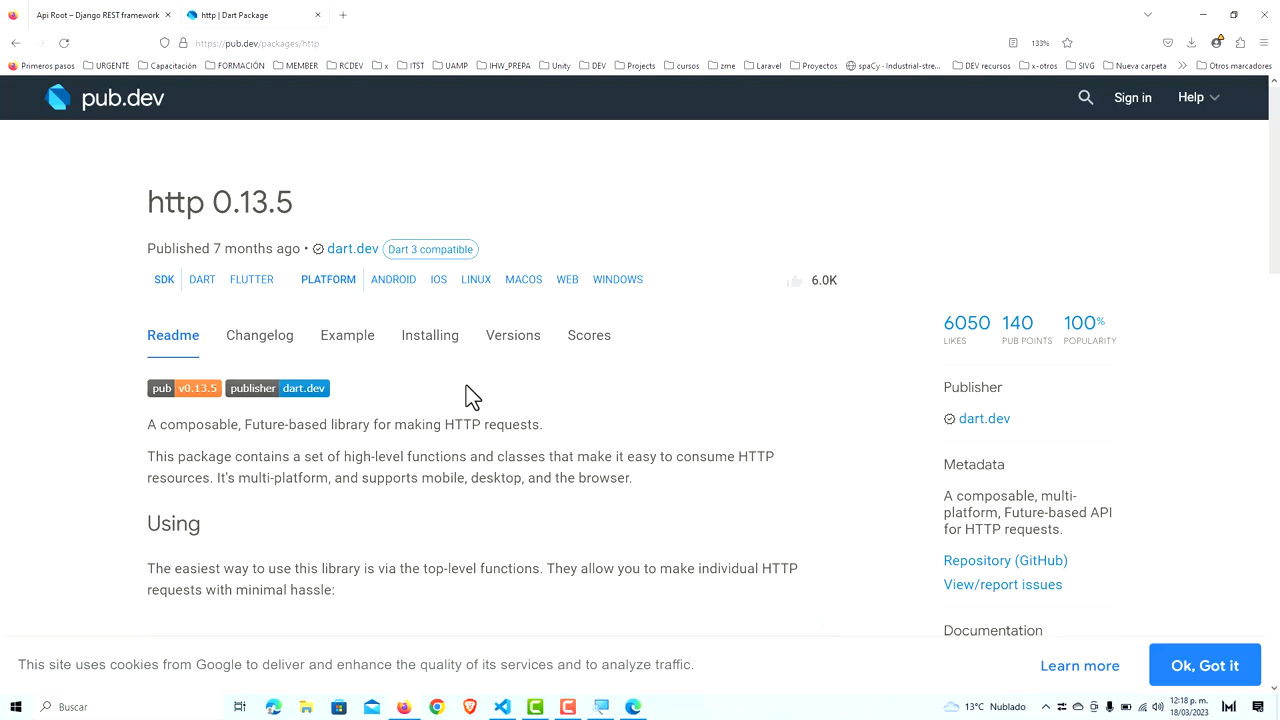 Api Root – Django REST framework
http | Dart Package
https://pub.dev/packages/http
133%
Primeros pasos
URGENTE
Capacitación
FORMACIÓN
MEMBER
RCDEV
x
ITST
UAMP
IHW_PREPA
Unity
DEV
Projects
cursos
zme
Laravel
Proyectos
spaCy - Industrial-stre...
DEV recursos
x-otros
SIVG
Nueva carpeta
Otros marcadores
pub.dev
Sign in
Help
http 0.13.5
Published 7 months ago • dart.dev Dart 3 compatible
SDK DART FLUTTER PLATFORM ANDROID IOS LINUX MACOS WEB WINDOWS
6.0K
Readme Changelog Example Installing Versions Scores
6050 140 100%
LIKES PUB POINTS POPULARITY
pub v0.13.5 publisher dart.dev
A composable, Future-based library for making HTTP requests.
This package contains a set of high-level functions and classes that make it easy to consume HTTP
resources. It's multi-platform, and supports mobile, desktop, and the browser.
Using
The easiest way to use this library is via the top-level functions. They allow you to make individual HTTP
requests with minimal hassle:
Publisher
dart.dev
Metadata
A composable, multi-
platform, Future-based API
for HTTP requests.
Repository (GitHub)
View/report issues
Documentation
This site uses cookies from Google to deliver and enhance the quality of its services and to analyze traffic.
Learn more
Ok, Got it
Buscar
13°C Nublado
12:18 p. m.
18/03/2023